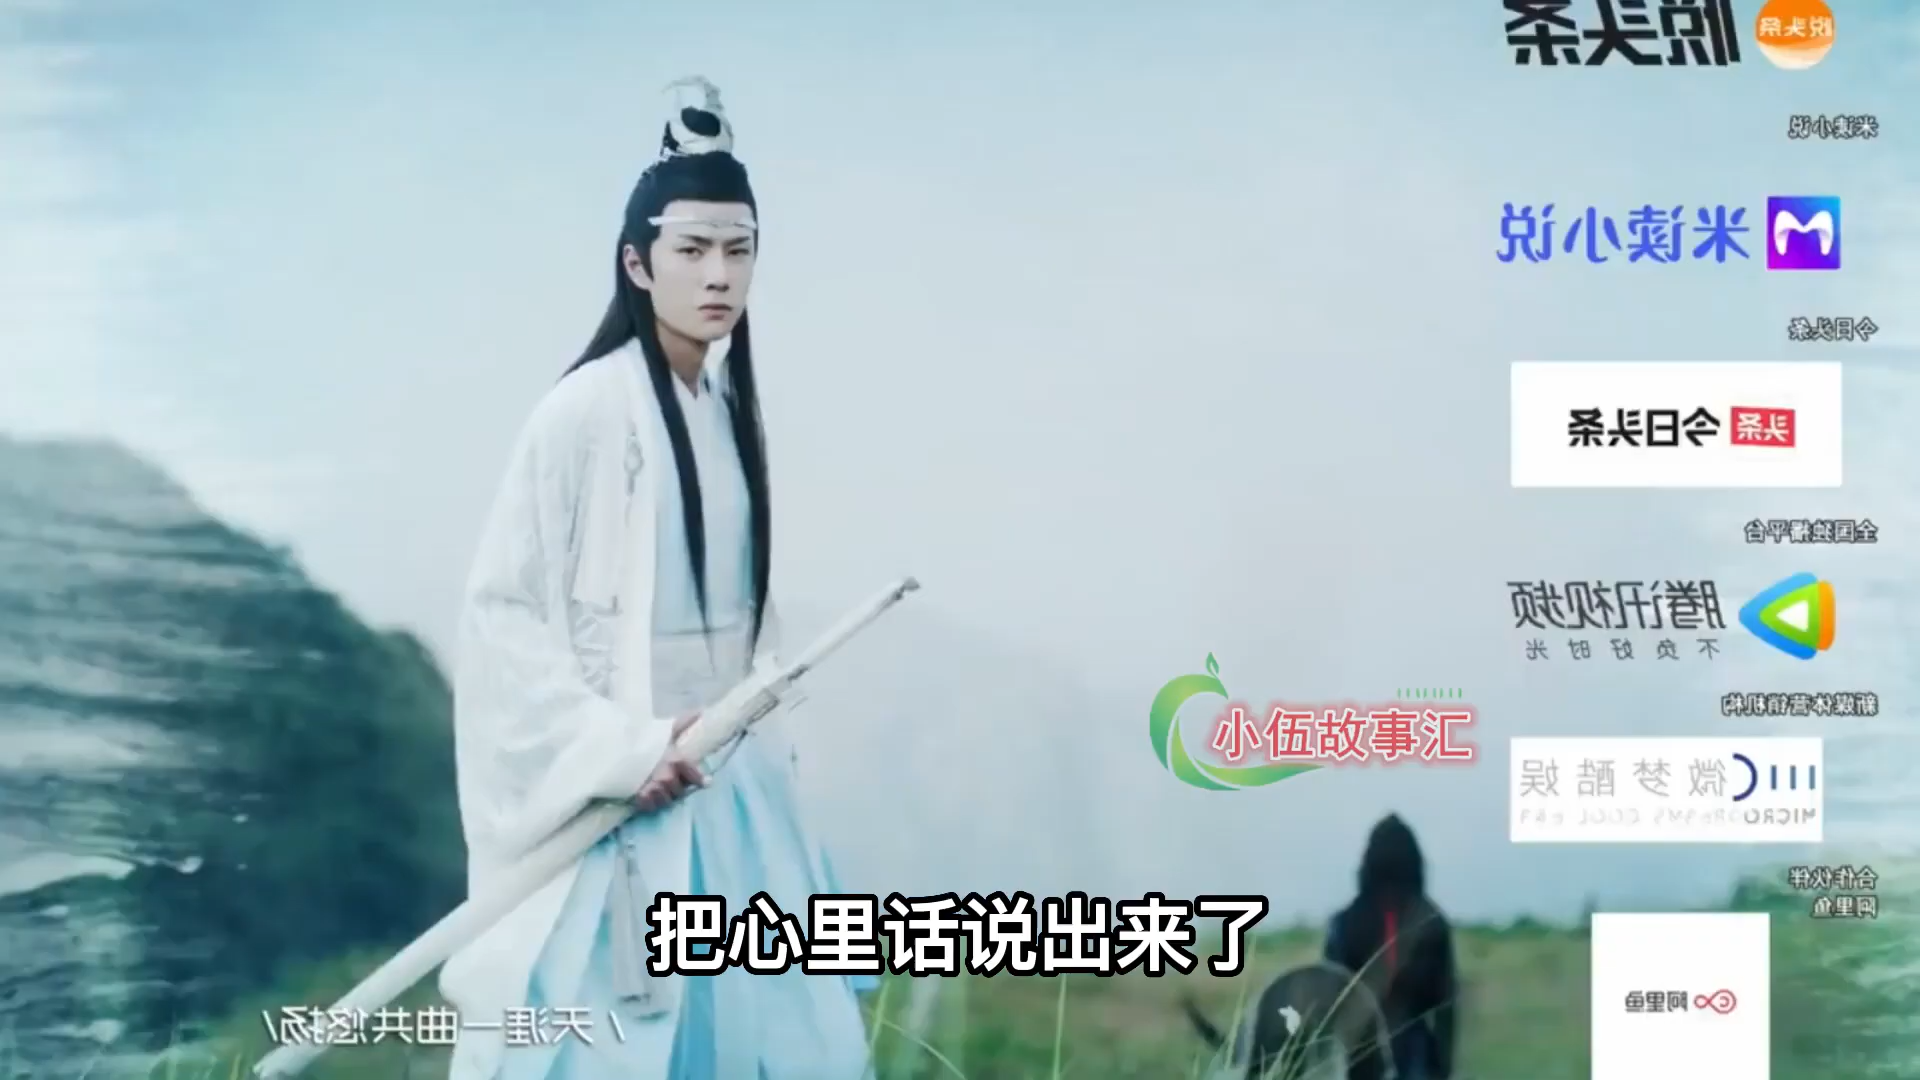 悦头条
悦头条
米读小说
米读小说
今日头条
今日头条
头条
全国独播平台
腾讯视频
不负好时光
新媒体营销机构
微梦酷娱
小伍故事汇
合作伙伴
阿里鱼
把心里话说出来了
阿里鱼
/天涯一曲共悠扬/